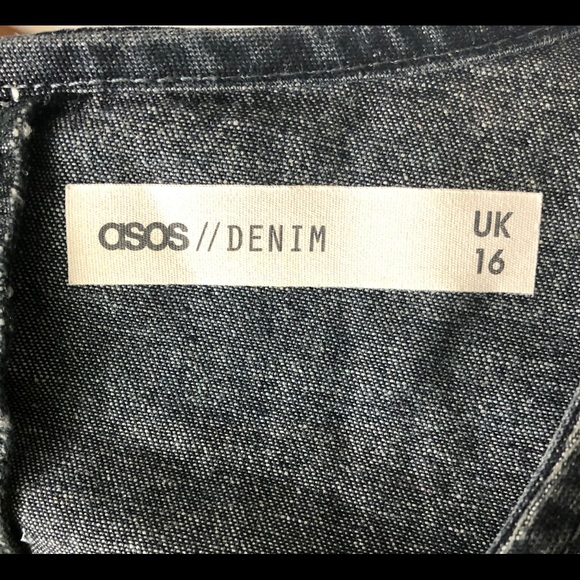 asos // DENIM
UK
16